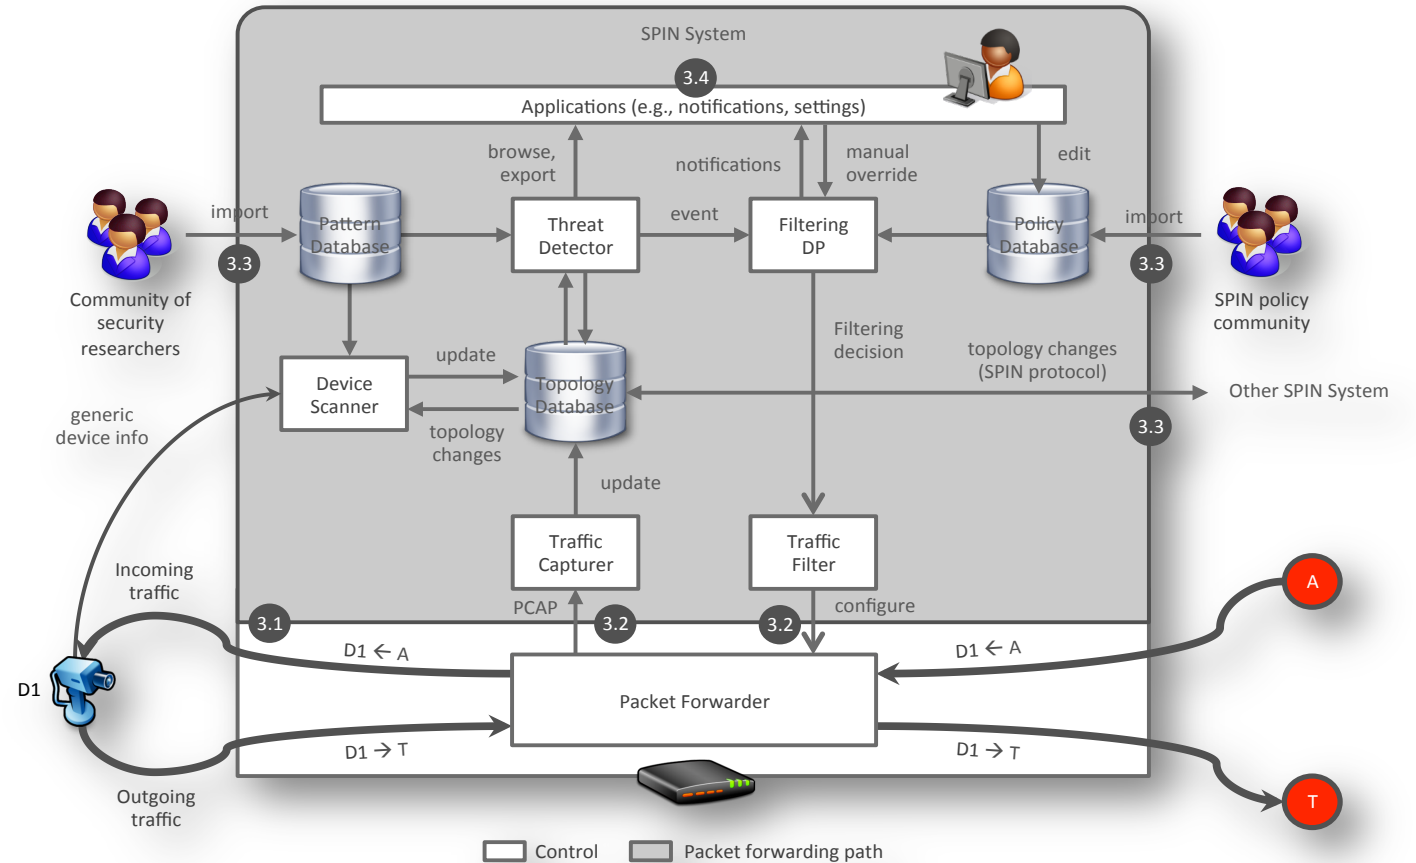 SPIN System
3.4
Applications (e.g., notifications, settings)
browse,
export
notifications
manual
override
edit
import
Pattern
Database
Threat
Detector
event
Filtering
DP
Policy
Database
import
3.3
3.3
Community of
security
researchers
SPIN policy
community
Filtering
decision
update
Device
Scanner
Topology
Database
topology changes
(SPIN protocol)
Other SPIN System
generic
device info
topology
changes
3.3
update
Traffic
Capturer
Traffic
Filter
Incoming
traffic
A
PCAP
configure
3.1
3.2
3.2
D1 ← A
D1 ← A
D1
Packet Forwarder
D1 → T
D1 → T
Outgoing
traffic
T
Control
Packet forwarding path